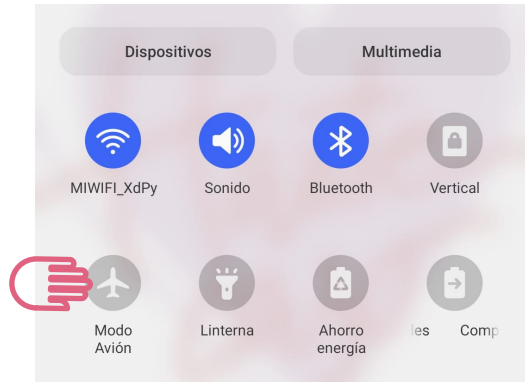 Dispositivos Multimedia
MIWIFI_XdPy Sonido Bluetooth Vertical
Modo Linterna Ahorro les Comp
Avión energía